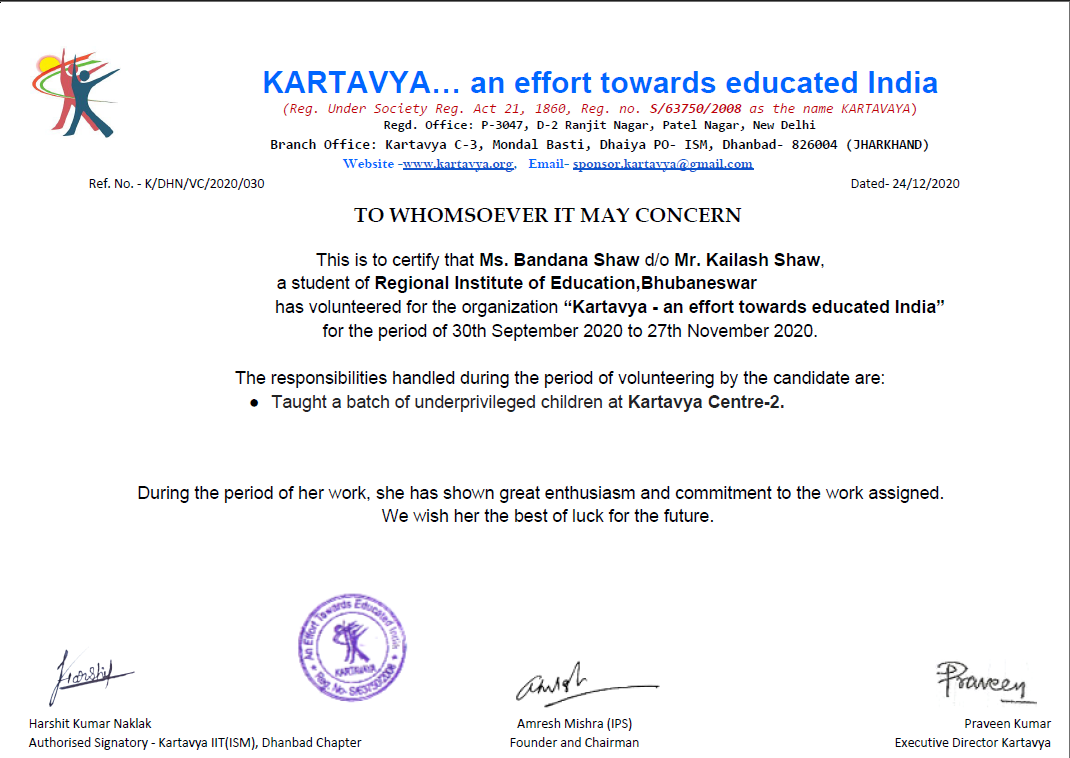 KARTAVYA... an effort towards educated India
(Reg. Under Society Reg. Act 21, 1860, Reg. no. S/63750/2008 as the name KARTAVAYA)
Regd. Office: P-3047, D-2 Ranjit Nagar, Patel Nagar, New Delhi
Branch Office: Kartavya C-3, Mondal Basti, Dhaiya PO- ISM, Dhanbad- 826004 (JHARKHAND)
Website -www.kartavya.org, Email- sponsor.kartavya@gmail.com
Ref. No. - K/DHN/VC/2020/030 Dated- 24/12/2020
TO WHOMSOEVER IT MAY CONCERN
This is to certify that Ms. Bandana Shaw d/o Mr. Kailash Shaw,
a student of Regional Institute of Education,Bhubaneswar
has volunteered for the organization “Kartavya - an effort towards educated India”
for the period of 30th September 2020 to 27th November 2020.
The responsibilities handled during the period of volunteering by the candidate are:
● Taught a batch of underprivileged children at Kartavya Centre-2.
During the period of her work, she has shown great enthusiasm and commitment to the work assigned.
We wish her the best of luck for the future.
An Effort Towards Educated India
KARTAVAYA
Reg. No- S/63750/2008
Harshit
Amresh
Praveen
Harshit Kumar Naklak
Authorised Signatory - Kartavya IIT(ISM), Dhanbad Chapter
Amresh Mishra (IPS)
Founder and Chairman
Praveen Kumar
Executive Director Kartavya